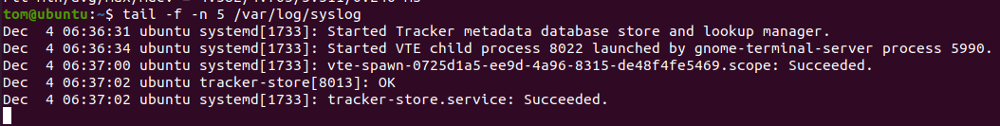 tom@ubuntu:~$ tail -f -n 5 /var/log/syslog
Dec  4 06:36:31 ubuntu systemd[1733]: Started Tracker metadata database store and lookup manager.
Dec  4 06:36:34 ubuntu systemd[1733]: Started VTE child process 8022 launched by gnome-terminal-server process 5990.
Dec  4 06:37:00 ubuntu systemd[1733]: vte-spawn-0725d1a5-ee9d-4a96-8315-de48f4fe5469.scope: Succeeded.
Dec  4 06:37:02 ubuntu tracker-store[8013]: OK
Dec  4 06:37:02 ubuntu systemd[1733]: tracker-store.service: Succeeded.